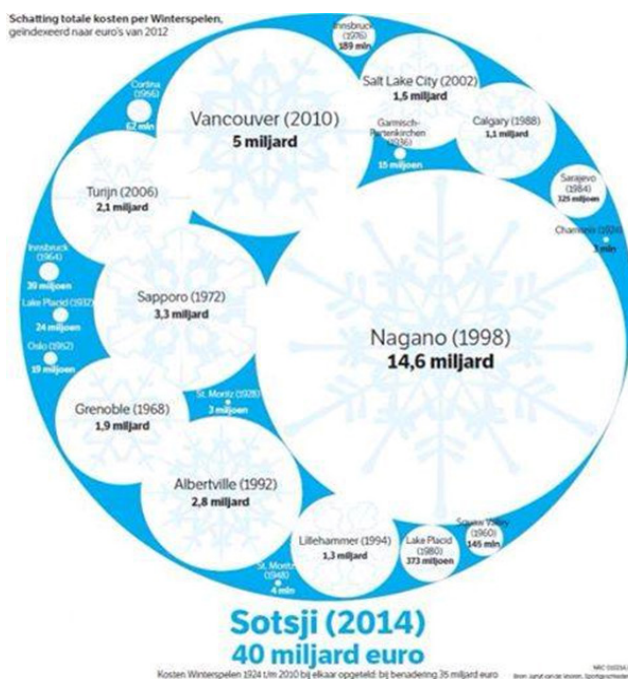 Schatting totale kosten per Winterspelen,
geïndexeerd naar euro's van 2012
Innsbruck
(1976)
189 mln
Salt Lake City (2002)
1,5 miljard
Cortina
(1956)
62 mln
Vancouver (2010)
5 miljard
Garmisch-
Partenkirchen
(1936)
15 miljoen
Calgary (1988)
1,1 miljard
Turijn (2006)
2,1 miljard
Sarajevo
(1984)
325 miljoen
Chamonix (1924)
1 mln
Innsbruck
(1964)
39 miljoen
Sapporo (1972)
3,3 miljard
Lake Placid (1932)
24 miljoen
Nagano (1998)
14,6 miljard
Oslo (1952)
19 miljoen
St. Moritz (1928)
3 miljoen
Grenoble (1968)
1,9 miljard
Albertville (1992)
2,8 miljard
Squaw Valley
(1960)
145 mln
Lillehammer (1994)
1,3 miljard
Lake Placid
(1980)
373 miljoen
St. Moritz
(1948)
4 mln
Sotsji (2014)
40 miljard euro
Kosten Winterspelen 1924 t/m 2010 bij elkaar opgeteld: bij benadering 35 miljard euro
NRC
Bron: